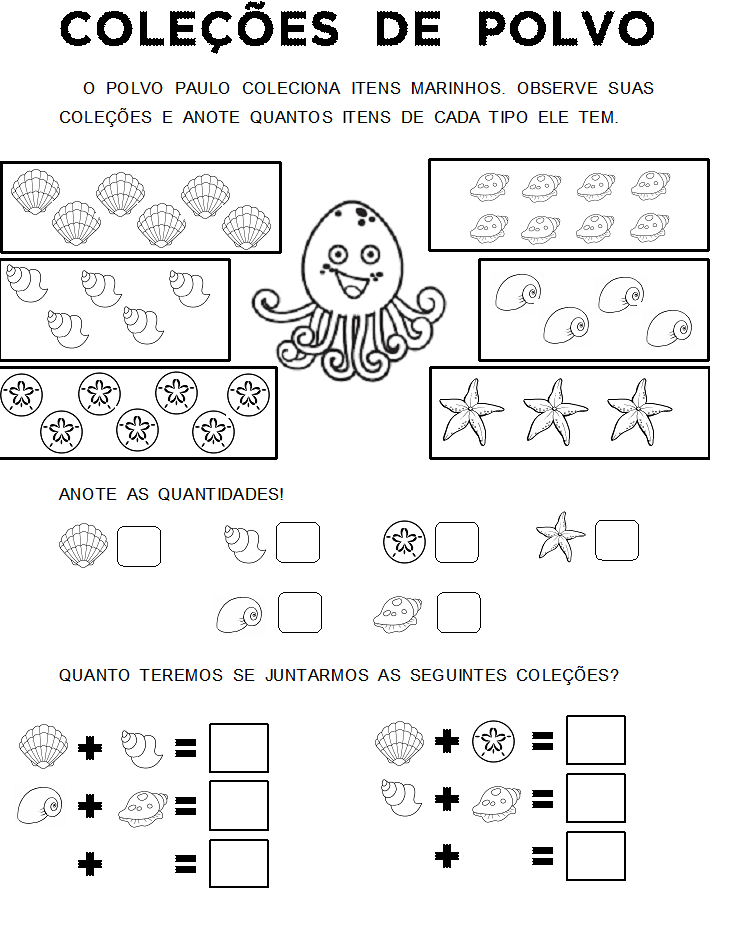 COLEÇÕES DE POLVO
O POLVO PAULO COLECIONA ITENS MARINHOS. OBSERVE SUAS
COLEÇÕES E ANOTE QUANTOS ITENS DE CADA TIPO ELE TEM.
ANOTE AS QUANTIDADES!
QUANTO TEREMOS SE JUNTARMOS AS SEGUINTES COLEÇÕES?
+ = + =
+ = + =
+ = + =